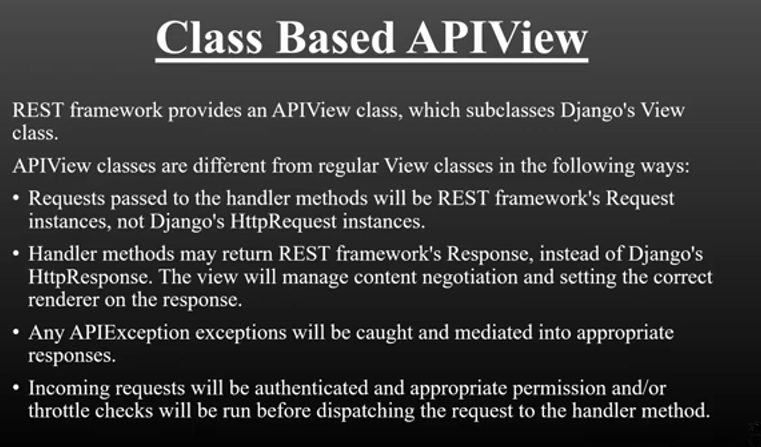 Class Based APIView
REST framework provides an APIView class, which subclasses Django's View
class.
APIView classes are different from regular View classes in the following ways:
• Requests passed to the handler methods will be REST framework's Request
instances, not Django's HttpRequest instances.
• Handler methods may return REST framework's Response, instead of Django's
HttpResponse. The view will manage content negotiation and setting the correct
renderer on the response.
• Any APIException exceptions will be caught and mediated into appropriate
responses.
• Incoming requests will be authenticated and appropriate permission and/or
throttle checks will be run before dispatching the request to the handler method.